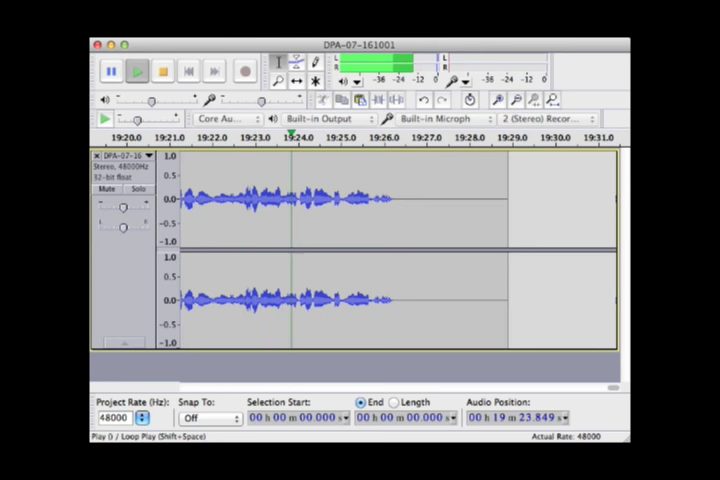 DPA-07-161001
L
R
-36 -24 -12 0
L
R
-36 -24 -12 0
Core Au...
Built-in Output
Built-in Microph
2 (Stereo) Recor...
19:20.0 19:21.0 19:22.0 19:23.0 19:24.0 19:25.0 19:26.0 19:27.0 19:28.0 19:29.0 19:30.0 19:31.0
DPA-07-16
Stereo, 48000Hz
32-bit float
Mute Solo
- +
L R
1.0
0.5-
0.0-
-0.5-
-1.0
1.0
0.5-
0.0-
-0.5-
-1.0
Project Rate (Hz): Snap To: Selection Start: End Length Audio Position:
48000 Off 00 h 00 m 00.000 s 00 h 00 m 00.000 s 00 h 19 m 23.849 s
Play () / Loop Play (Shift+Space) Actual Rate: 48000